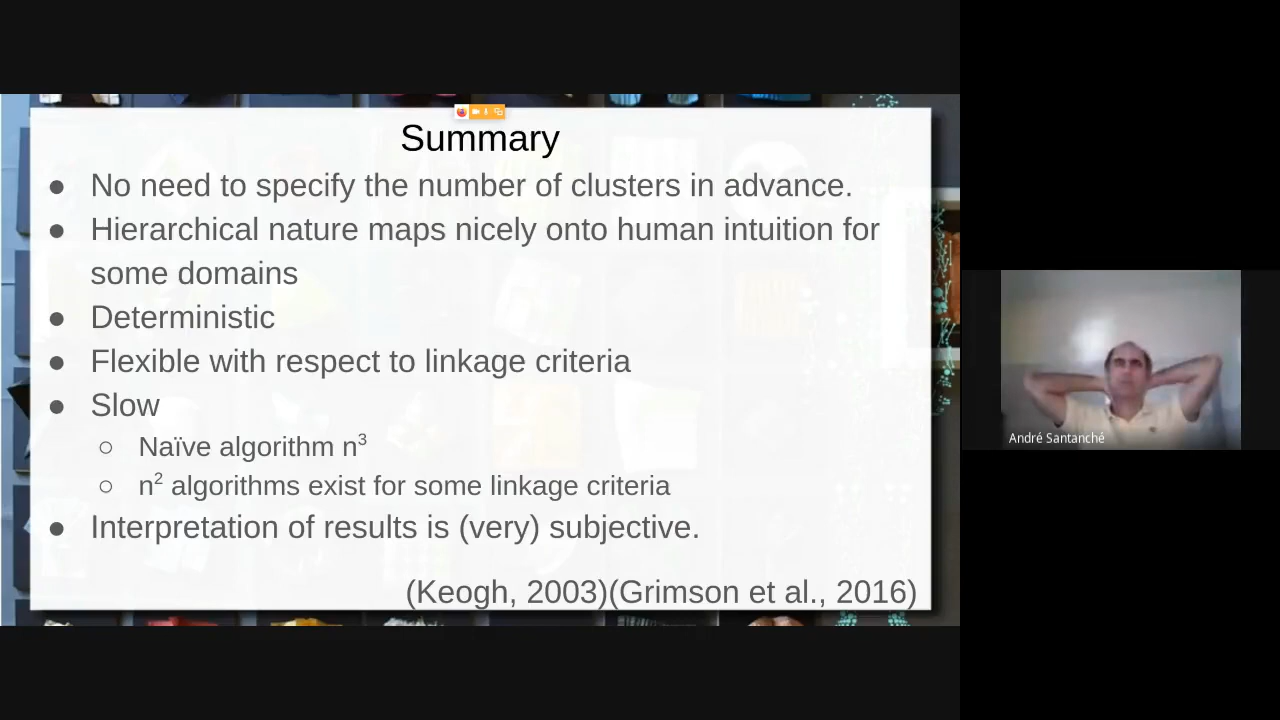 Summary
● No need to specify the number of clusters in advance.
● Hierarchical nature maps nicely onto human intuition for
some domains
● Deterministic
● Flexible with respect to linkage criteria
● Slow
○ Naïve algorithm n³
○ n² algorithms exist for some linkage criteria
● Interpretation of results is (very) subjective.
(Keogh, 2003)(Grimson et al., 2016)
André Santanchè